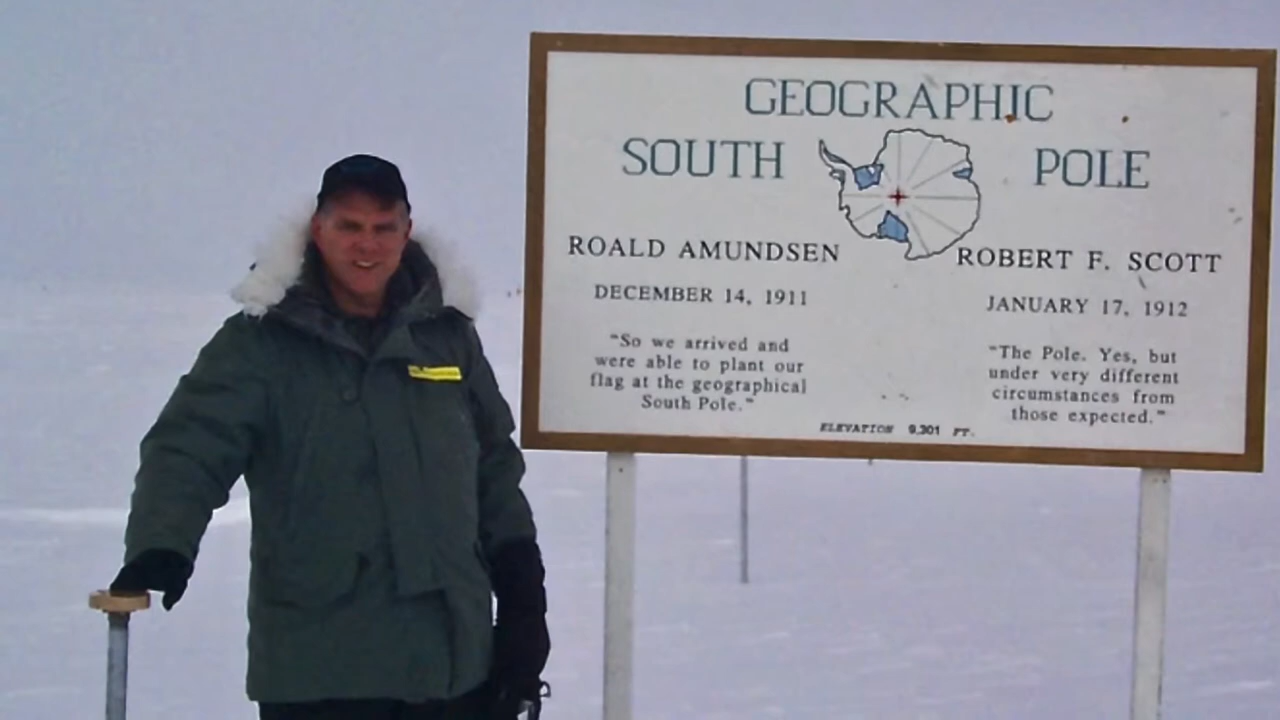 GEOGRAPHIC
SOUTH POLE
ROALD AMUNDSEN
DECEMBER 14, 1911
"So we arrived and
were able to plant our
flag at the geographical
South Pole."
ROBERT F. SCOTT
JANUARY 17, 1912
"The Pole. Yes, but
under very different
circumstances from
those expected."
ELEVATION 9,301 FT.